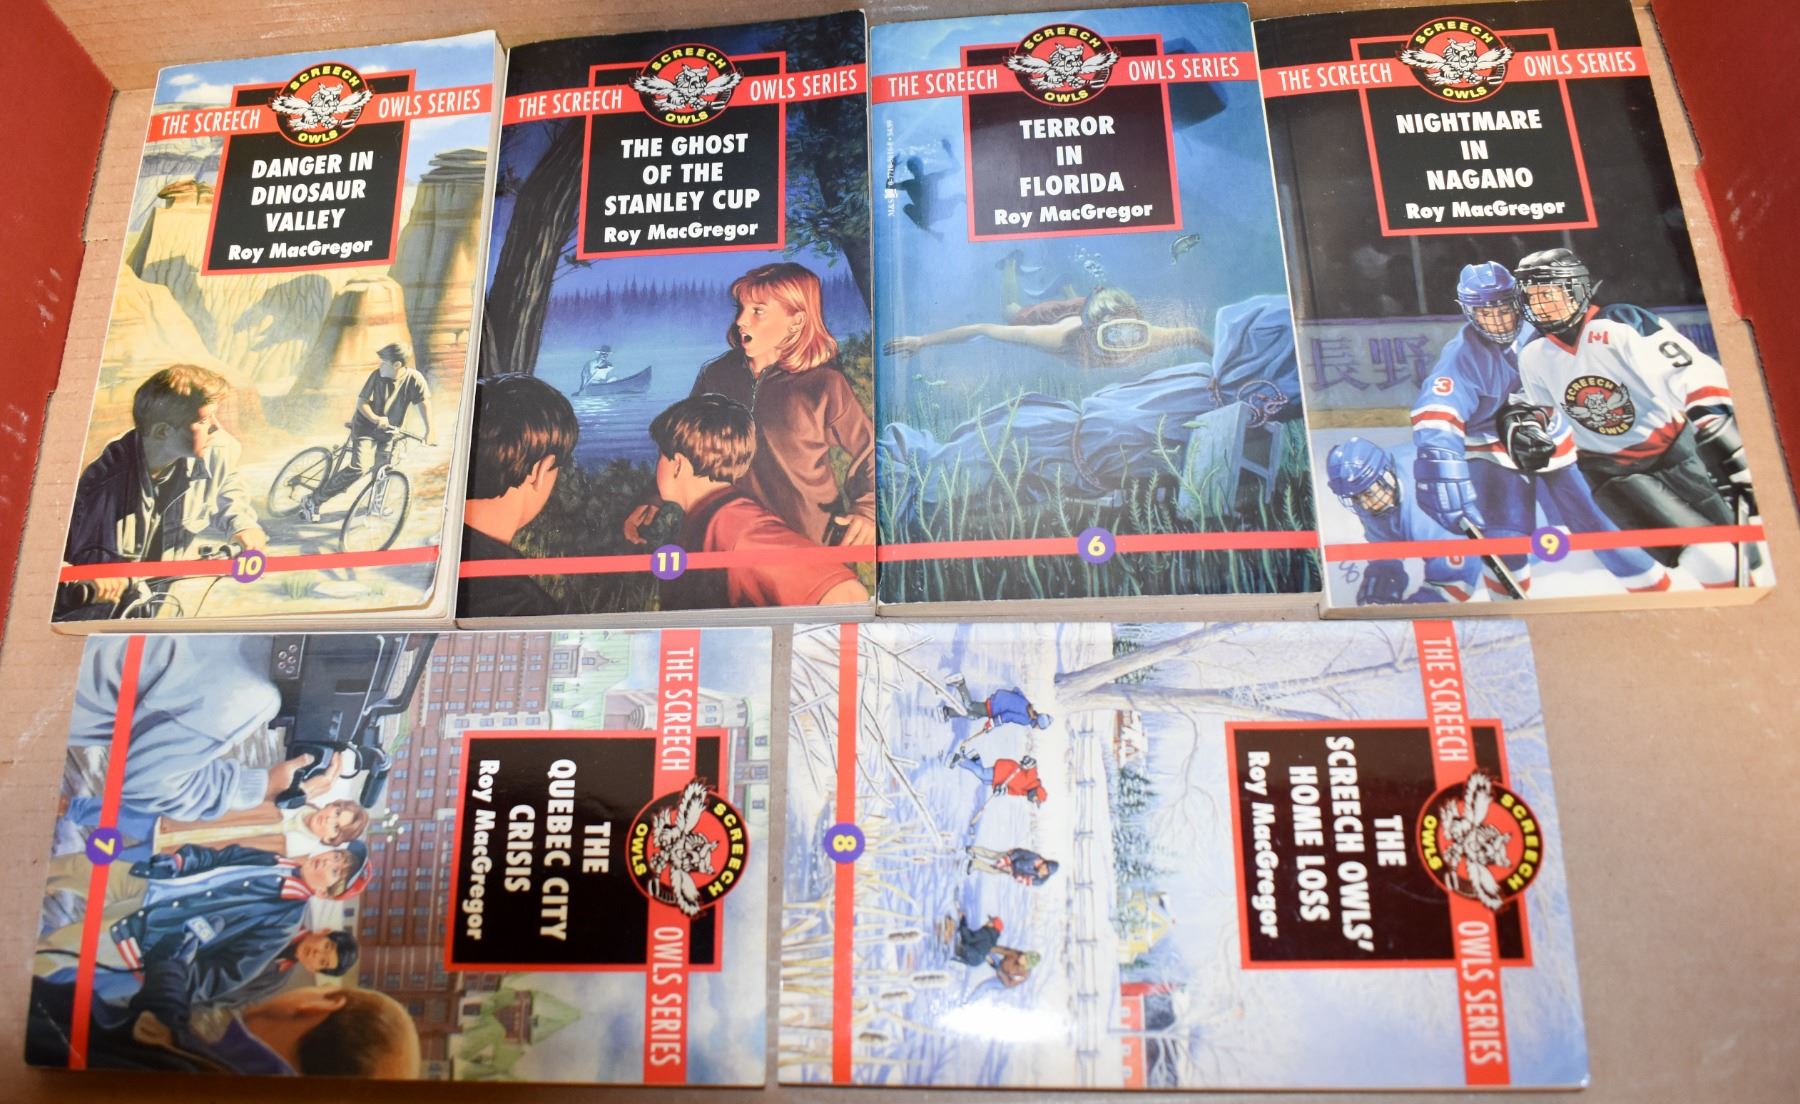 THE SCREECH OWLS SERIES
SCREECH
OWLS
DANGER IN
DINOSAUR
VALLEY
Roy MacGregor
10
THE SCREECH OWLS SERIES
SCREECH
OWLS
THE GHOST
OF THE
STANLEY CUP
Roy MacGregor
11
THE SCREECH OWLS SERIES
SCREECH
OWLS
TERROR
IN
FLORIDA
Roy MacGregor
6
THE SCREECH OWLS SERIES
SCREECH
OWLS
NIGHTMARE
IN
NAGANO
Roy MacGregor
長野
3
9
SCREECH
OWLS
9
THE SCREECH OWLS SERIES
SCREECH
OWLS
THE
QUEBEC CITY
CRISIS
Roy MacGregor
7
THE SCREECH OWLS SERIES
SCREECH
OWLS
THE
SCREECH OWLS'
HOME LOSS
Roy MacGregor
8